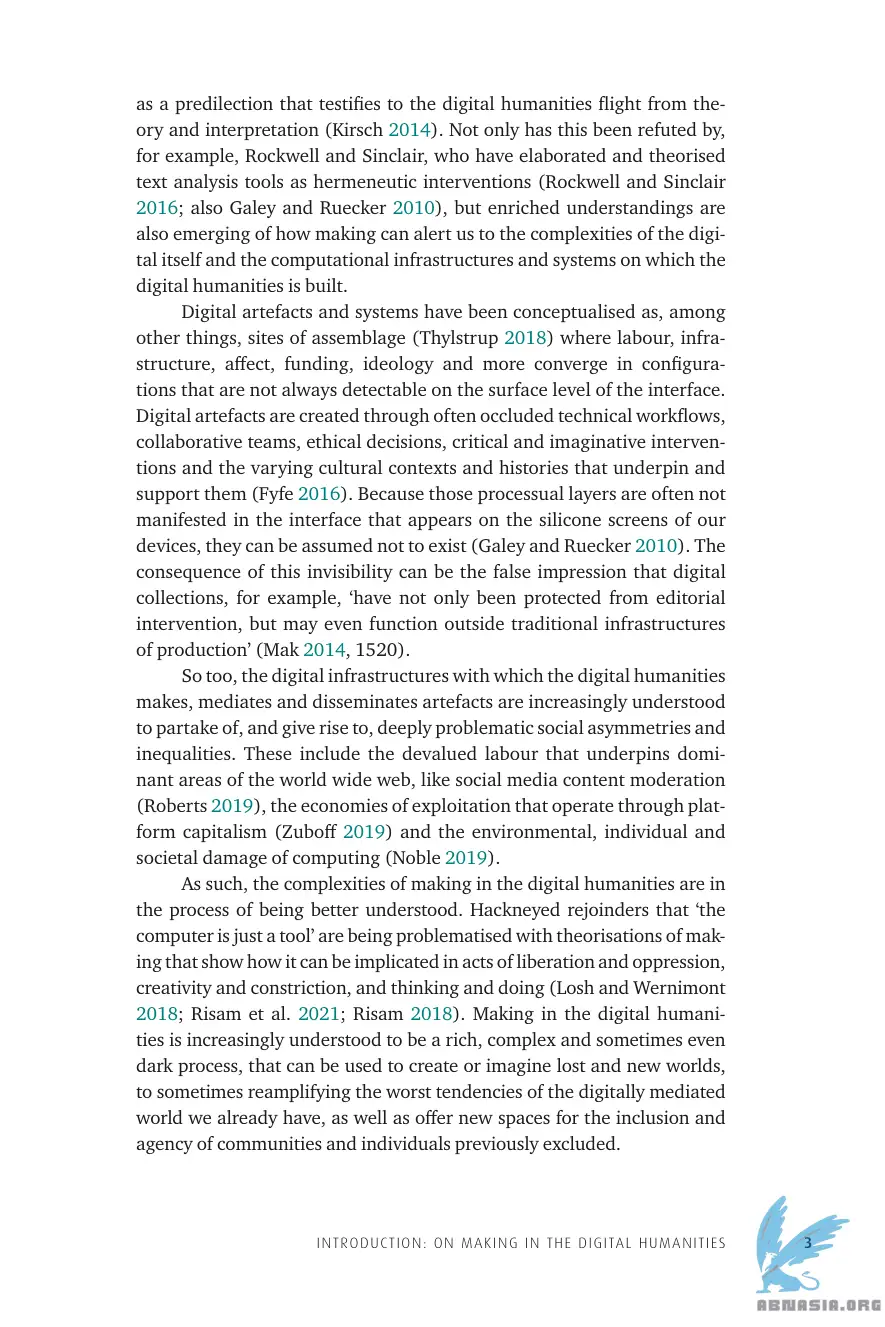 as a predilection that testifies to the digital humanities flight from the-
ory and interpretation (Kirsch 2014). Not only has this been refuted by,
for example, Rockwell and Sinclair, who have elaborated and theorised
text analysis tools as hermeneutic interventions (Rockwell and Sinclair
2016; also Galey and Ruecker 2010), but enriched understandings are
also emerging of how making can alert us to the complexities of the digi-
tal itself and the computational infrastructures and systems on which the
digital humanities is built.
Digital artefacts and systems have been conceptualised as, among
other things, sites of assemblage (Thylstrup 2018) where labour, infra-
structure, affect, funding, ideology and more converge in configura-
tions that are not always detectable on the surface level of the interface.
Digital artefacts are created through often occluded technical workflows,
collaborative teams, ethical decisions, critical and imaginative interven-
tions and the varying cultural contexts and histories that underpin and
support them (Fyfe 2016). Because those processual layers are often not
manifested in the interface that appears on the silicone screens of our
devices, they can be assumed not to exist (Galey and Ruecker 2010). The
consequence of this invisibility can be the false impression that digital
collections, for example, ‘have not only been protected from editorial
intervention, but may even function outside traditional infrastructures
of production’ (Mak 2014, 1520).
So too, the digital infrastructures with which the digital humanities
makes, mediates and disseminates artefacts are increasingly understood
to partake of, and give rise to, deeply problematic social asymmetries and
inequalities. These include the devalued labour that underpins domi-
nant areas of the world wide web, like social media content moderation
(Roberts 2019), the economies of exploitation that operate through plat-
form capitalism (Zuboff 2019) and the environmental, individual and
societal damage of computing (Noble 2019).
As such, the complexities of making in the digital humanities are in
the process of being better understood. Hackneyed rejoinders that ‘the
computer is just a tool’ are being problematised with theorisations of mak-
ing that show how it can be implicated in acts of liberation and oppression,
creativity and constriction, and thinking and doing (Losh and Wernimont
2018; Risam et al. 2021; Risam 2018). Making in the digital humani-
ties is increasingly understood to be a rich, complex and sometimes even
dark process, that can be used to create or imagine lost and new worlds,
to sometimes reamplifying the worst tendencies of the digitally mediated
world we already have, as well as offer new spaces for the inclusion and
agency of communities and individuals previously excluded.
INTRODUCTION: ON MAKING IN THE DIGITAL HUMANITIES 3
ABNASIA.ORG